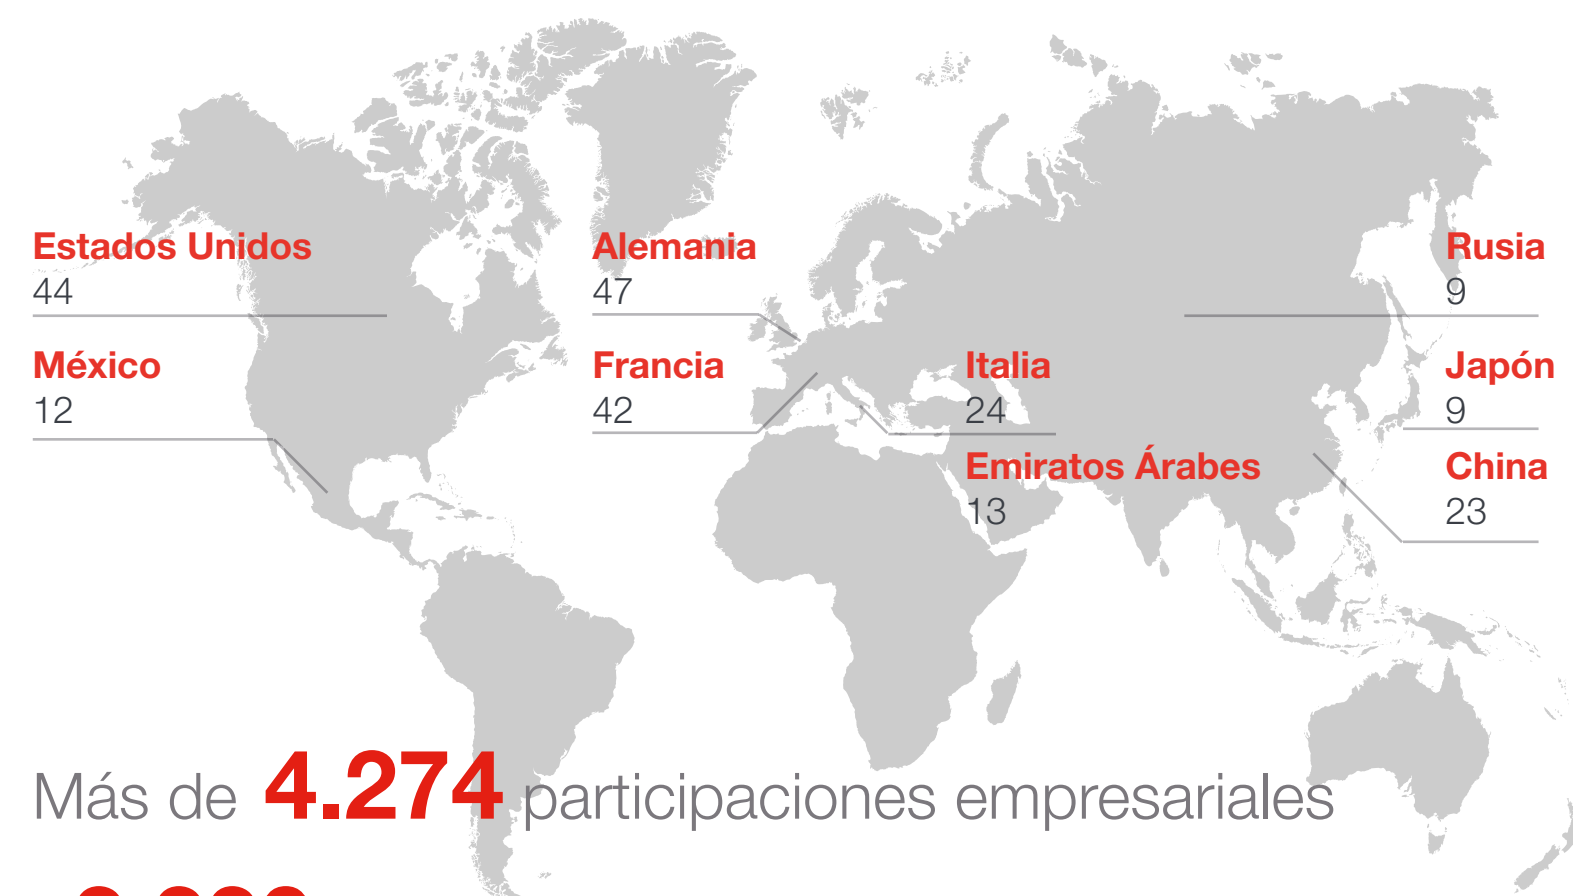 Estados Unidos
44
Alemania
47
Rusia
9
México
12
Francia
42
Italia
24
Japón
9
Emiratos Árabes
13
China
23
Más de 4.274 participaciones empresariales